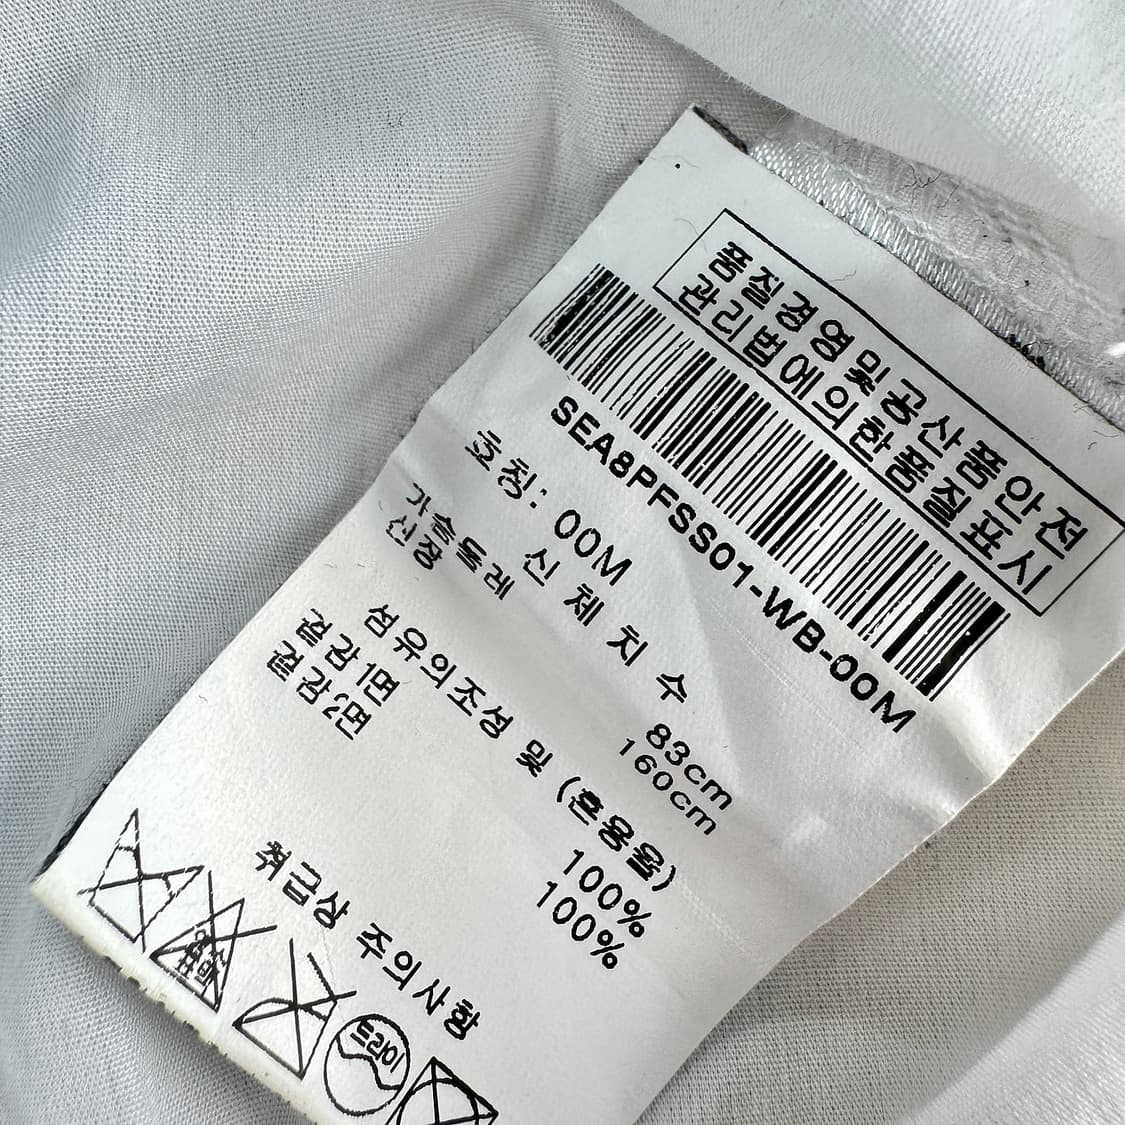 품질경영및공산품안전
관리법에의한품질표시
SEA8PFSS01-WB-00M
호칭: 00M
신 체 치 수
가슴둘레 83cm
신장 160cm
섬유의조성 및 (혼용율)
겉감1면 100%
겉감2면 100%
취급상 주의사항
드라이